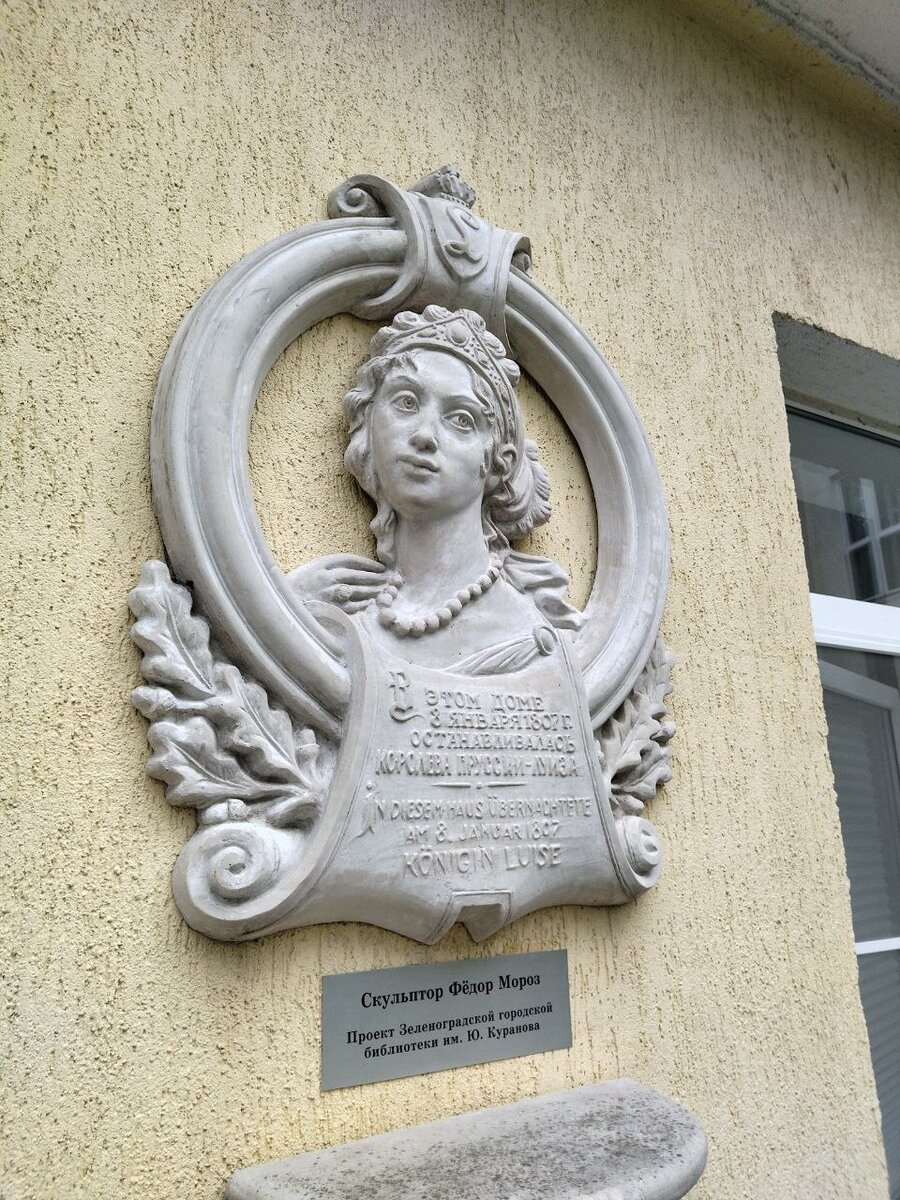 L
В ЭТОМ ДОМЕ
8 ЯНВАРЯ 1807 Г.
ОСТАНАВЛИВАЛАСЬ
КОРОЛЕВА ПРУССИИ-ЛУИЗА
IN DIESEM HAUS ÜBERNACHTETE
AM 8. JANUAR 1807
KÖNIGIN LUISE
Скульптор Фёдор Мороз
Проект Зеленоградской городской
библиотеки им. Ю. Куранова